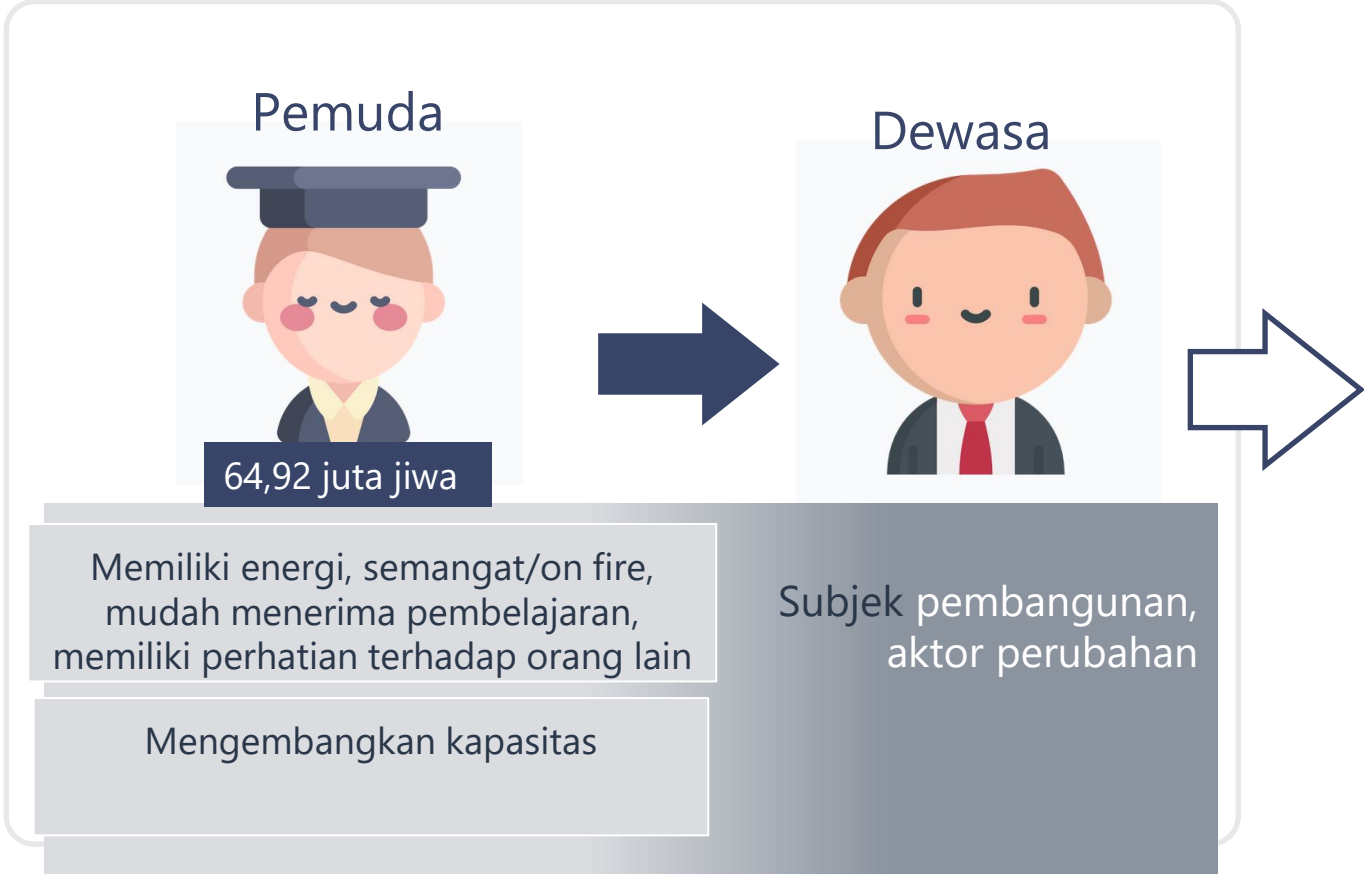 Pemuda
Dewasa
64,92 juta jiwa
Memiliki energi, semangat/on fire,
mudah menerima pembelajaran,
memiliki perhatian terhadap orang lain
Mengembangkan kapasitas
Subjek pembangunan,
aktor perubahan